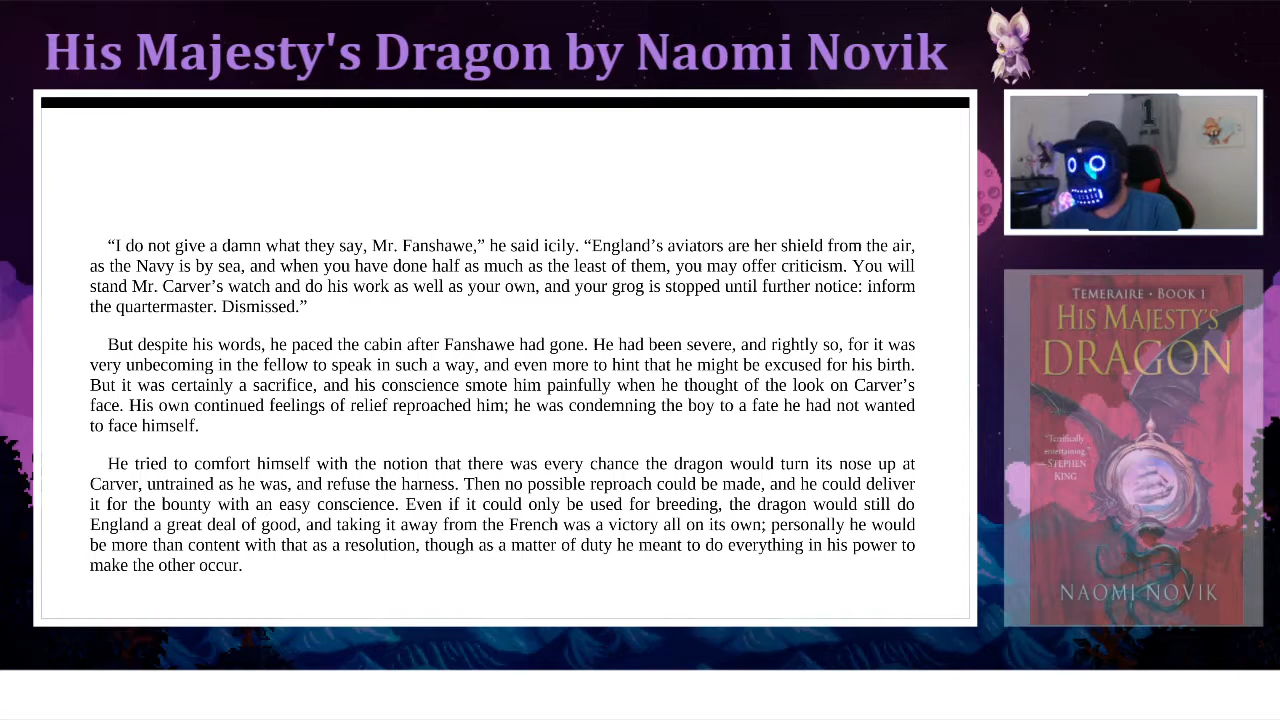 His Majesty's Dragon by Naomi Novik
“I do not give a damn what they say, Mr. Fanshawe,” he said icily. “England’s aviators are her shield from the air,
as the Navy is by sea, and when you have done half as much as the least of them, you may offer criticism. You will
stand Mr. Carver’s watch and do his work as well as your own, and your grog is stopped until further notice: inform
the quartermaster. Dismissed.”
But despite his words, he paced the cabin after Fanshawe had gone. He had been severe, and rightly so, for it was
very unbecoming in the fellow to speak in such a way, and even more to hint that he might be excused for his birth.
But it was certainly a sacrifice, and his conscience smote him painfully when he thought of the look on Carver’s
face. His own continued feelings of relief reproached him; he was condemning the boy to a fate he had not wanted
to face himself.
He tried to comfort himself with the notion that there was every chance the dragon would turn its nose up at
Carver, untrained as he was, and refuse the harness. Then no possible reproach could be made, and he could deliver
it for the bounty with an easy conscience. Even if it could only be used for breeding, the dragon would still do
England a great deal of good, and taking it away from the French was a victory all on its own; personally he would
be more than content with that as a resolution, though as a matter of duty he meant to do everything in his power to
make the other occur.
1
TEMERAIRE • BOOK 1
HIS MAJESTY'S
DRAGON
“Terrifically
entertaining.”
—STEPHEN
KING
NAOMI NOVIK